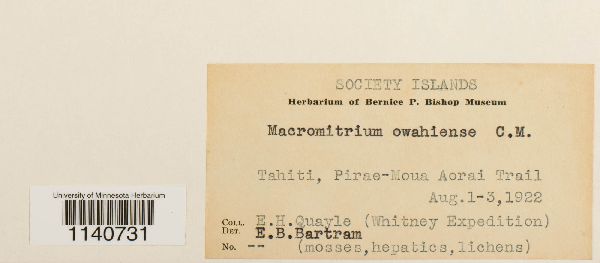 SOCIETY ISLANDS
Herbarium of Bernice P. Bishop Museum
Macromitrium owahiense C.M.
Tahiti, Pirae-Moua Aorai Trail
Aug.1-3,1922
COLL. E.H.Quayle (Whitney Expedition)
DET. E.B.Bartram
No. -- (mosses,hepatics,lichens)
University of Minnesota Herbarium
1140731